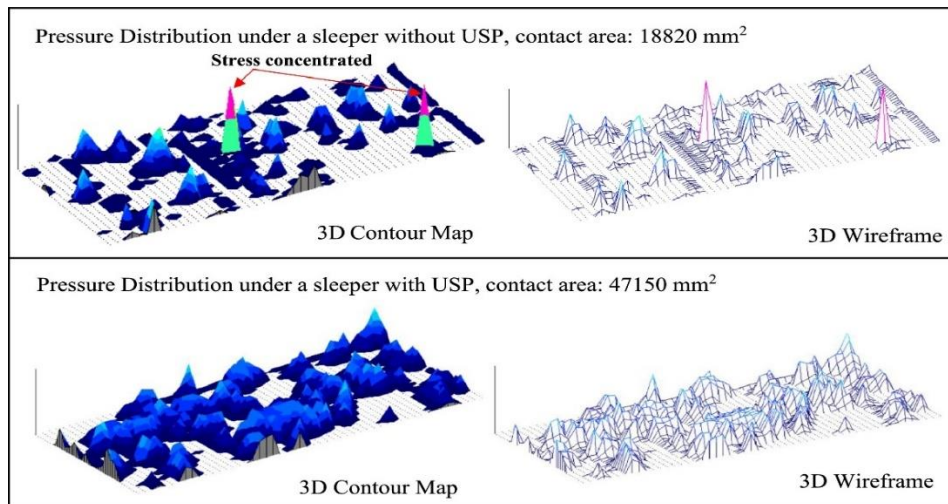 Pressure Distribution under a sleeper without USP, contact area: 18820 mm²
Stress concentrated
3D Contour Map
3D Wireframe
Pressure Distribution under a sleeper with USP, contact area: 47150 mm²
3D Contour Map
3D Wireframe